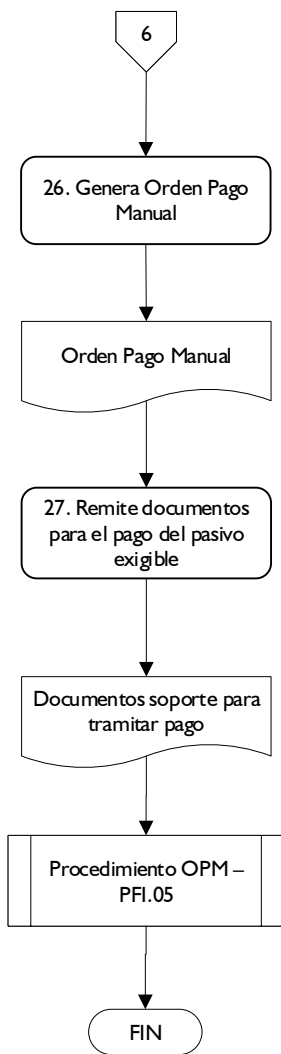 6
26. Genera Orden Pago
Manual
Orden Pago Manual
27. Remite documentos
para el pago del pasivo
exigible
Documentos soporte para
tramitar pago
Procedimiento OPM –
PFI.05
FIN